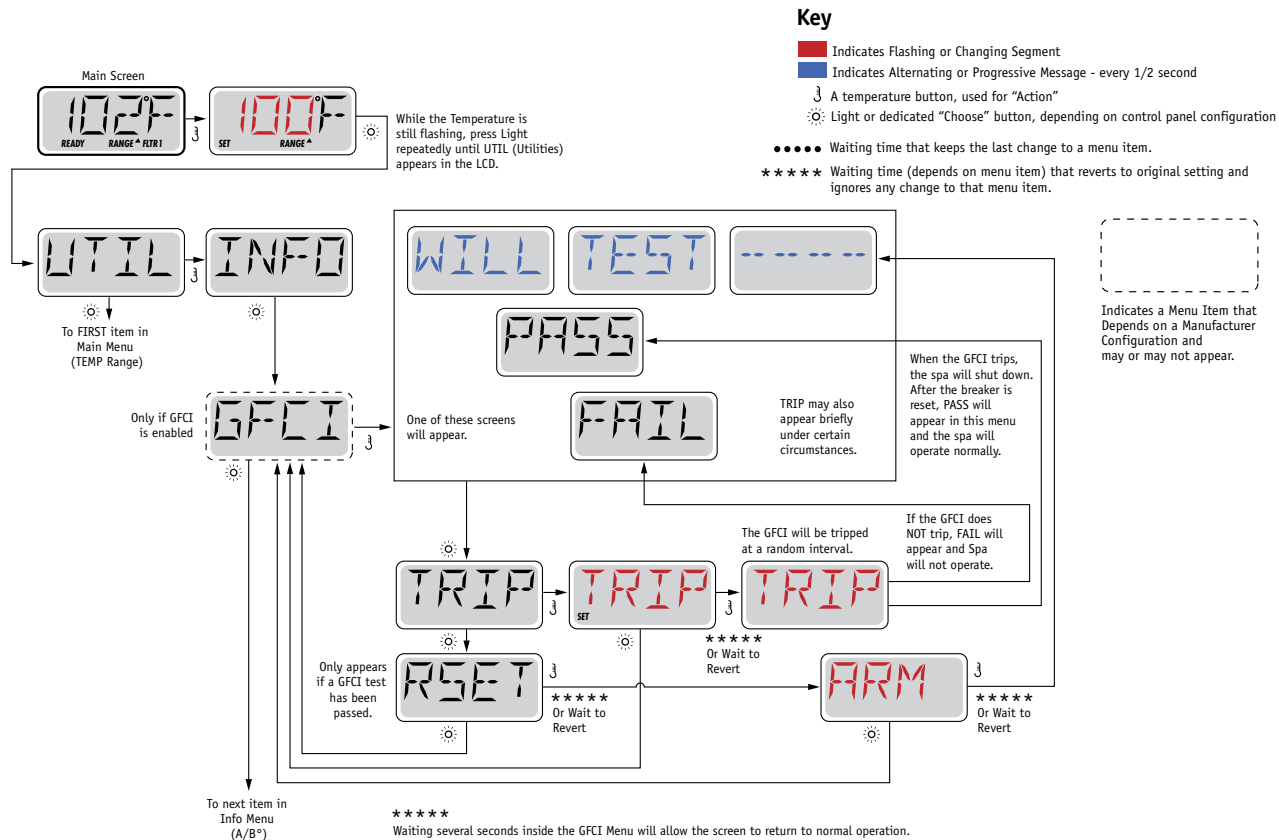 Key
Indicates Flashing or Changing Segment
Indicates Alternating or Progressive Message - every 1/2 second
A temperature button, used for “Action”
Light or dedicated “Choose” button, depending on control panel configuration
••••• Waiting time that keeps the last change to a menu item.
***** Waiting time (depends on menu item) that reverts to original setting and
ignores any change to that menu item.
Indicates a Menu Item that
Depends on a Manufacturer
Configuration and
may or may not appear.
Main Screen
102°F
READY RANGE FLTR1
100°F
SET RANGE
While the Temperature is
still flashing, press Light
repeatedly until UTIL (Utilities)
appears in the LCD.
UTIL
INFO
To FIRST item in
Main Menu
(TEMP Range)
Only if GFCI
is enabled
GFCI
One of these screens
will appear.
WILL
TEST
-- -- -- --
PASS
FAIL
TRIP may also
appear briefly
under certain
circumstances.
When the GFCI trips,
the spa will shut down.
After the breaker is
reset, PASS will
appear in this menu
and the spa will
operate normally.
If the GFCI does
NOT trip, FAIL will
appear and Spa
will not operate.
The GFCI will be tripped
at a random interval.
TRIP
TRIP
SET
TRIP
*****
Or Wait to
Revert
Only appears
if a GFCI test
has been
passed.
RSET
*****
Or Wait to
Revert
ARM
*****
Or Wait to
Revert
To next item in
Info Menu
(A/B°)
*****
Waiting several seconds inside the GFCI Menu will allow the screen to return to normal operation.